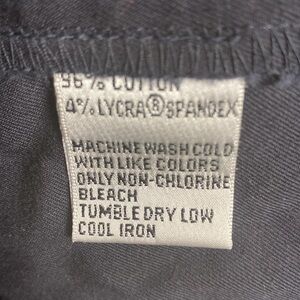 96% COTTON
4% LYCRA® SPANDEX
MACHINE WASH COLD
WITH LIKE COLORS
ONLY NON-CHLORINE
BLEACH
TUMBLE DRY LOW
COOL IRON